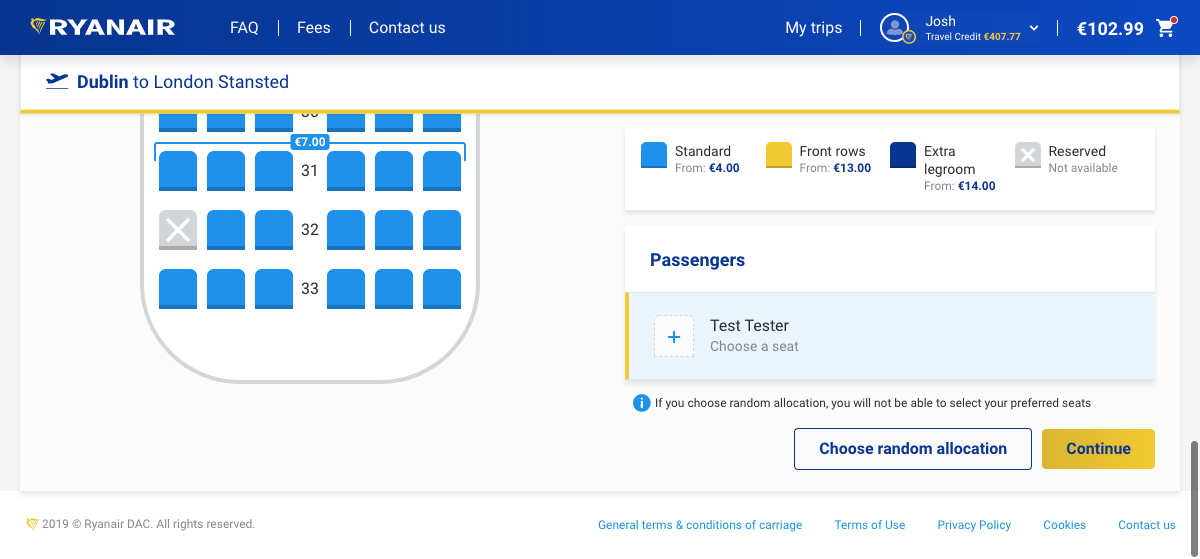 RYANAIR
FAQ
Fees
Contact us
My trips
Josh
Travel Credit €407.77
€102.99
Dublin to London Stansted
€7.00
31
32
33
Standard
From: €4.00
Front rows
From: €13.00
Extra
legroom
From: €14.00
Reserved
Not available
Passengers
Test Tester
Choose a seat
If you choose random allocation, you will not be able to select your preferred seats
Choose random allocation
Continue
2019 © Ryanair DAC. All rights reserved.
General terms & conditions of carriage
Terms of Use
Privacy Policy
Cookies
Contact us